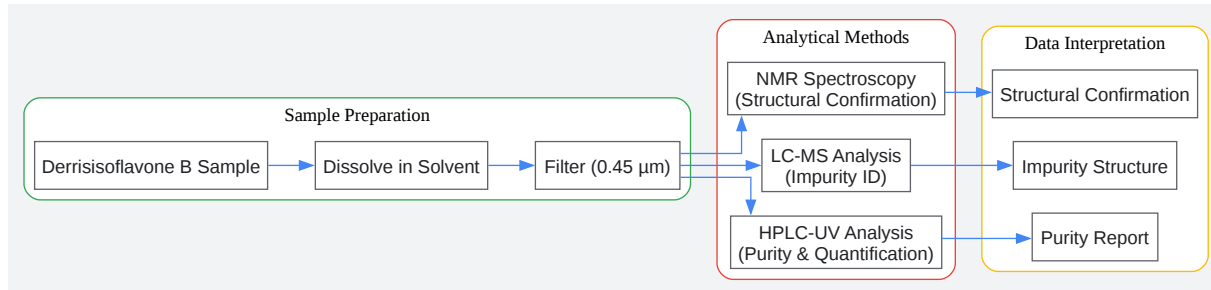 Sample Preparation
Derrisisoflavone B Sample
Dissolve in Solvent
Filter (0.45 µm)
Analytical Methods
NMR Spectroscopy
(Structural Confirmation)
LC-MS Analysis
(Impurity ID)
HPLC-UV Analysis
(Purity & Quantification)
Data Interpretation
Structural Confirmation
Impurity Structure
Purity Report